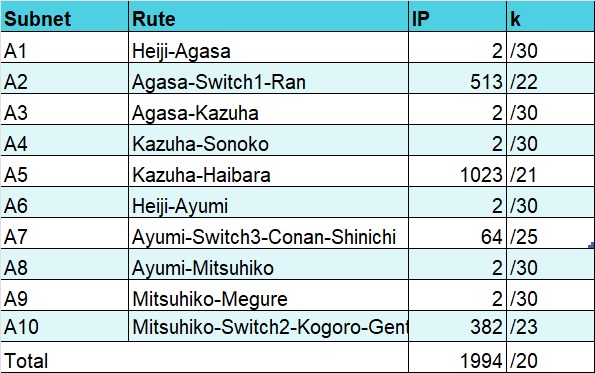 Subnet Rute IP k
A1 Heiji-Agasa 2 /30
A2 Agasa-Switch1-Ran 513 /22
A3 Agasa-Kazuha 2 /30
A4 Kazuha-Sonoko 2 /30
A5 Kazuha-Haibara 1023 /21
A6 Heiji-Ayumi 2 /30
A7 Ayumi-Switch3-Conan-Shinichi 64 /25
A8 Ayumi-Mitsuhiko 2 /30
A9 Mitsuhiko-Megure 2 /30
A10 Mitsuhiko-Switch2-Kogoro-Gent 382 /23
Total 1994 /20